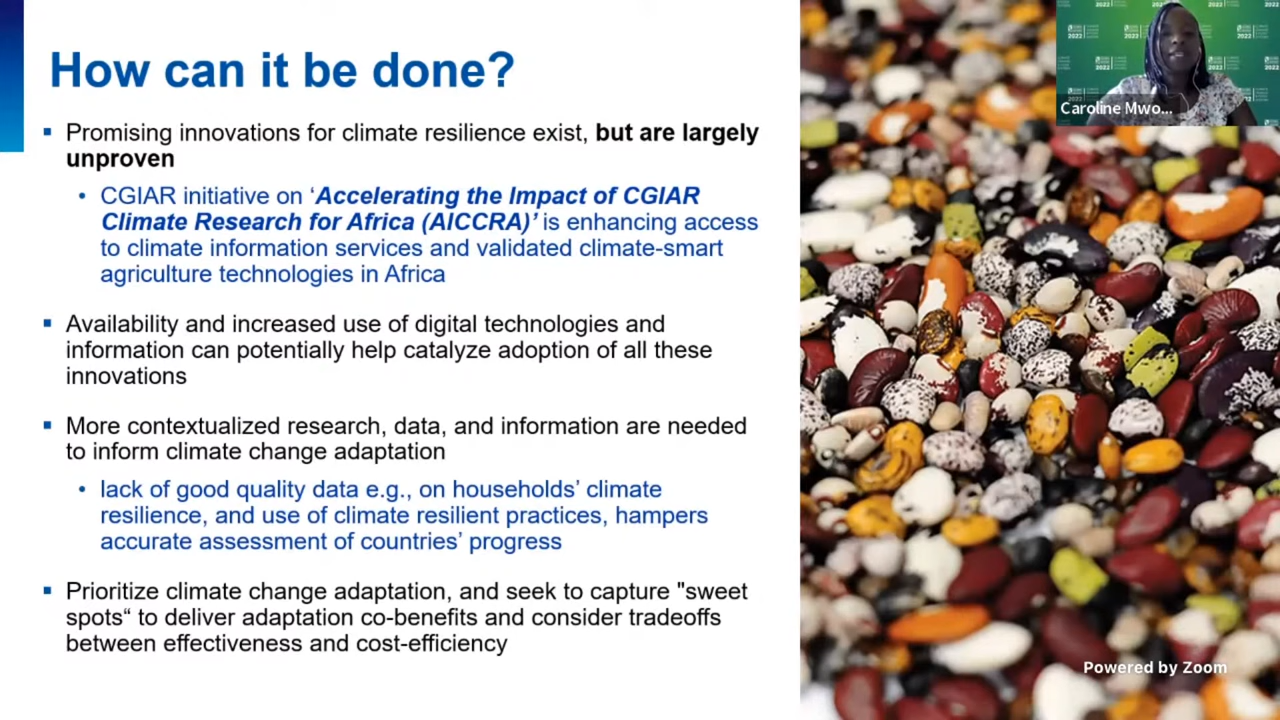 How can it be done?
Promising innovations for climate resilience exist, but are largely
unproven
CGIAR initiative on ‘Accelerating the Impact of CGIAR
Climate Research for Africa (AICCRA)’ is enhancing access
to climate information services and validated climate-smart
agriculture technologies in Africa
Availability and increased use of digital technologies and
information can potentially help catalyze adoption of all these
innovations
More contextualized research, data, and information are needed
to inform climate change adaptation
lack of good quality data e.g., on households’ climate
resilience, and use of climate resilient practices, hampers
accurate assessment of countries’ progress
Prioritize climate change adaptation, and seek to capture "sweet
spots“ to deliver adaptation co-benefits and consider tradeoffs
between effectiveness and cost-efficiency
Caroline Mwo...
Powered by Zoom